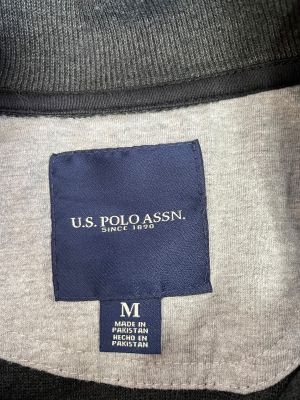 U.S. POLO ASSN.
SINCE 1890
M
MADE IN
PAKISTAN
HECHO EN
PAKISTAN